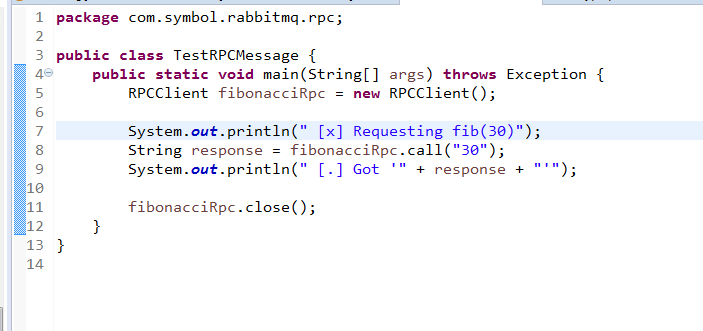 1 package com.symbol.rabbitmq.rpc;
2
3 public class TestRPCMessage {
4     public static void main(String[] args) throws Exception {
5         RPCClient fibonacciRpc = new RPCClient();
6
7         System.out.println(" [x] Requesting fib(30)");
8         String response = fibonacciRpc.call("30");
9         System.out.println(" [.] Got '" + response + "'");
10
11         fibonacciRpc.close();
12     }
13 }
14